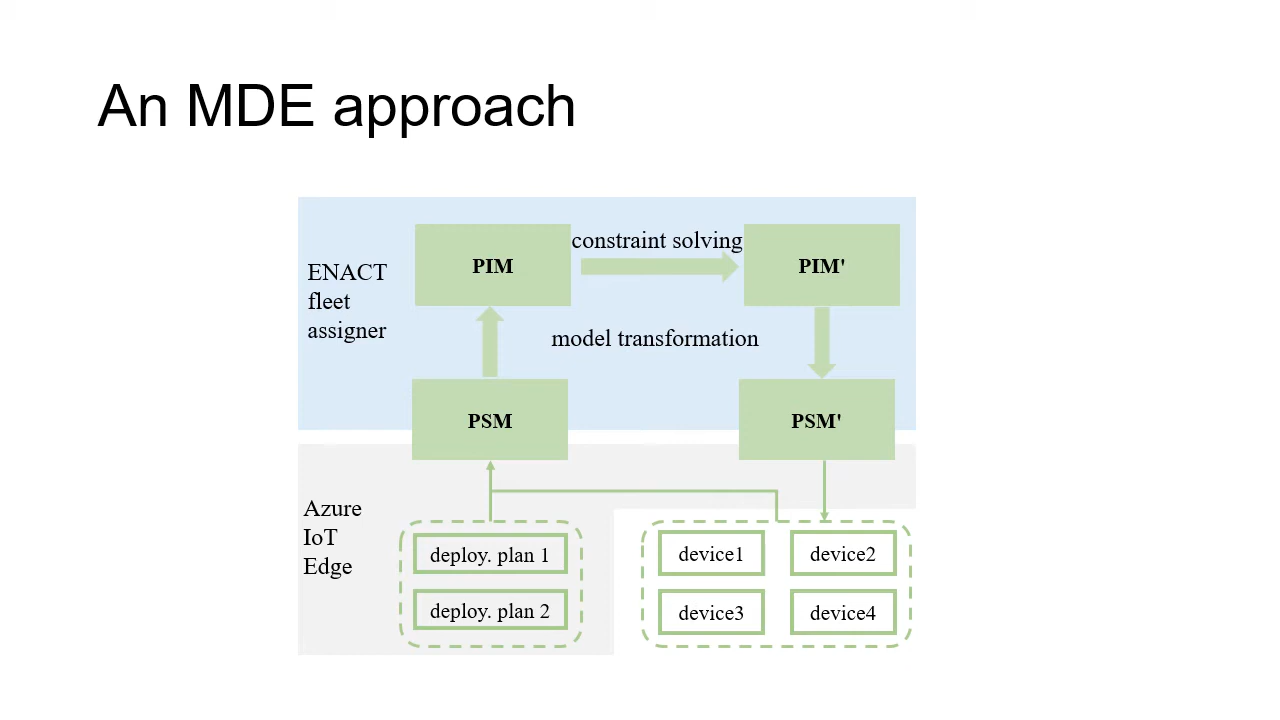 An MDE approach
ENACT
fleet
assigner
PIM
constraint solving
PIM'
model transformation
PSM
PSM'
Azure
IoT
Edge
deploy. plan 1
deploy. plan 2
device1
device2
device3
device4